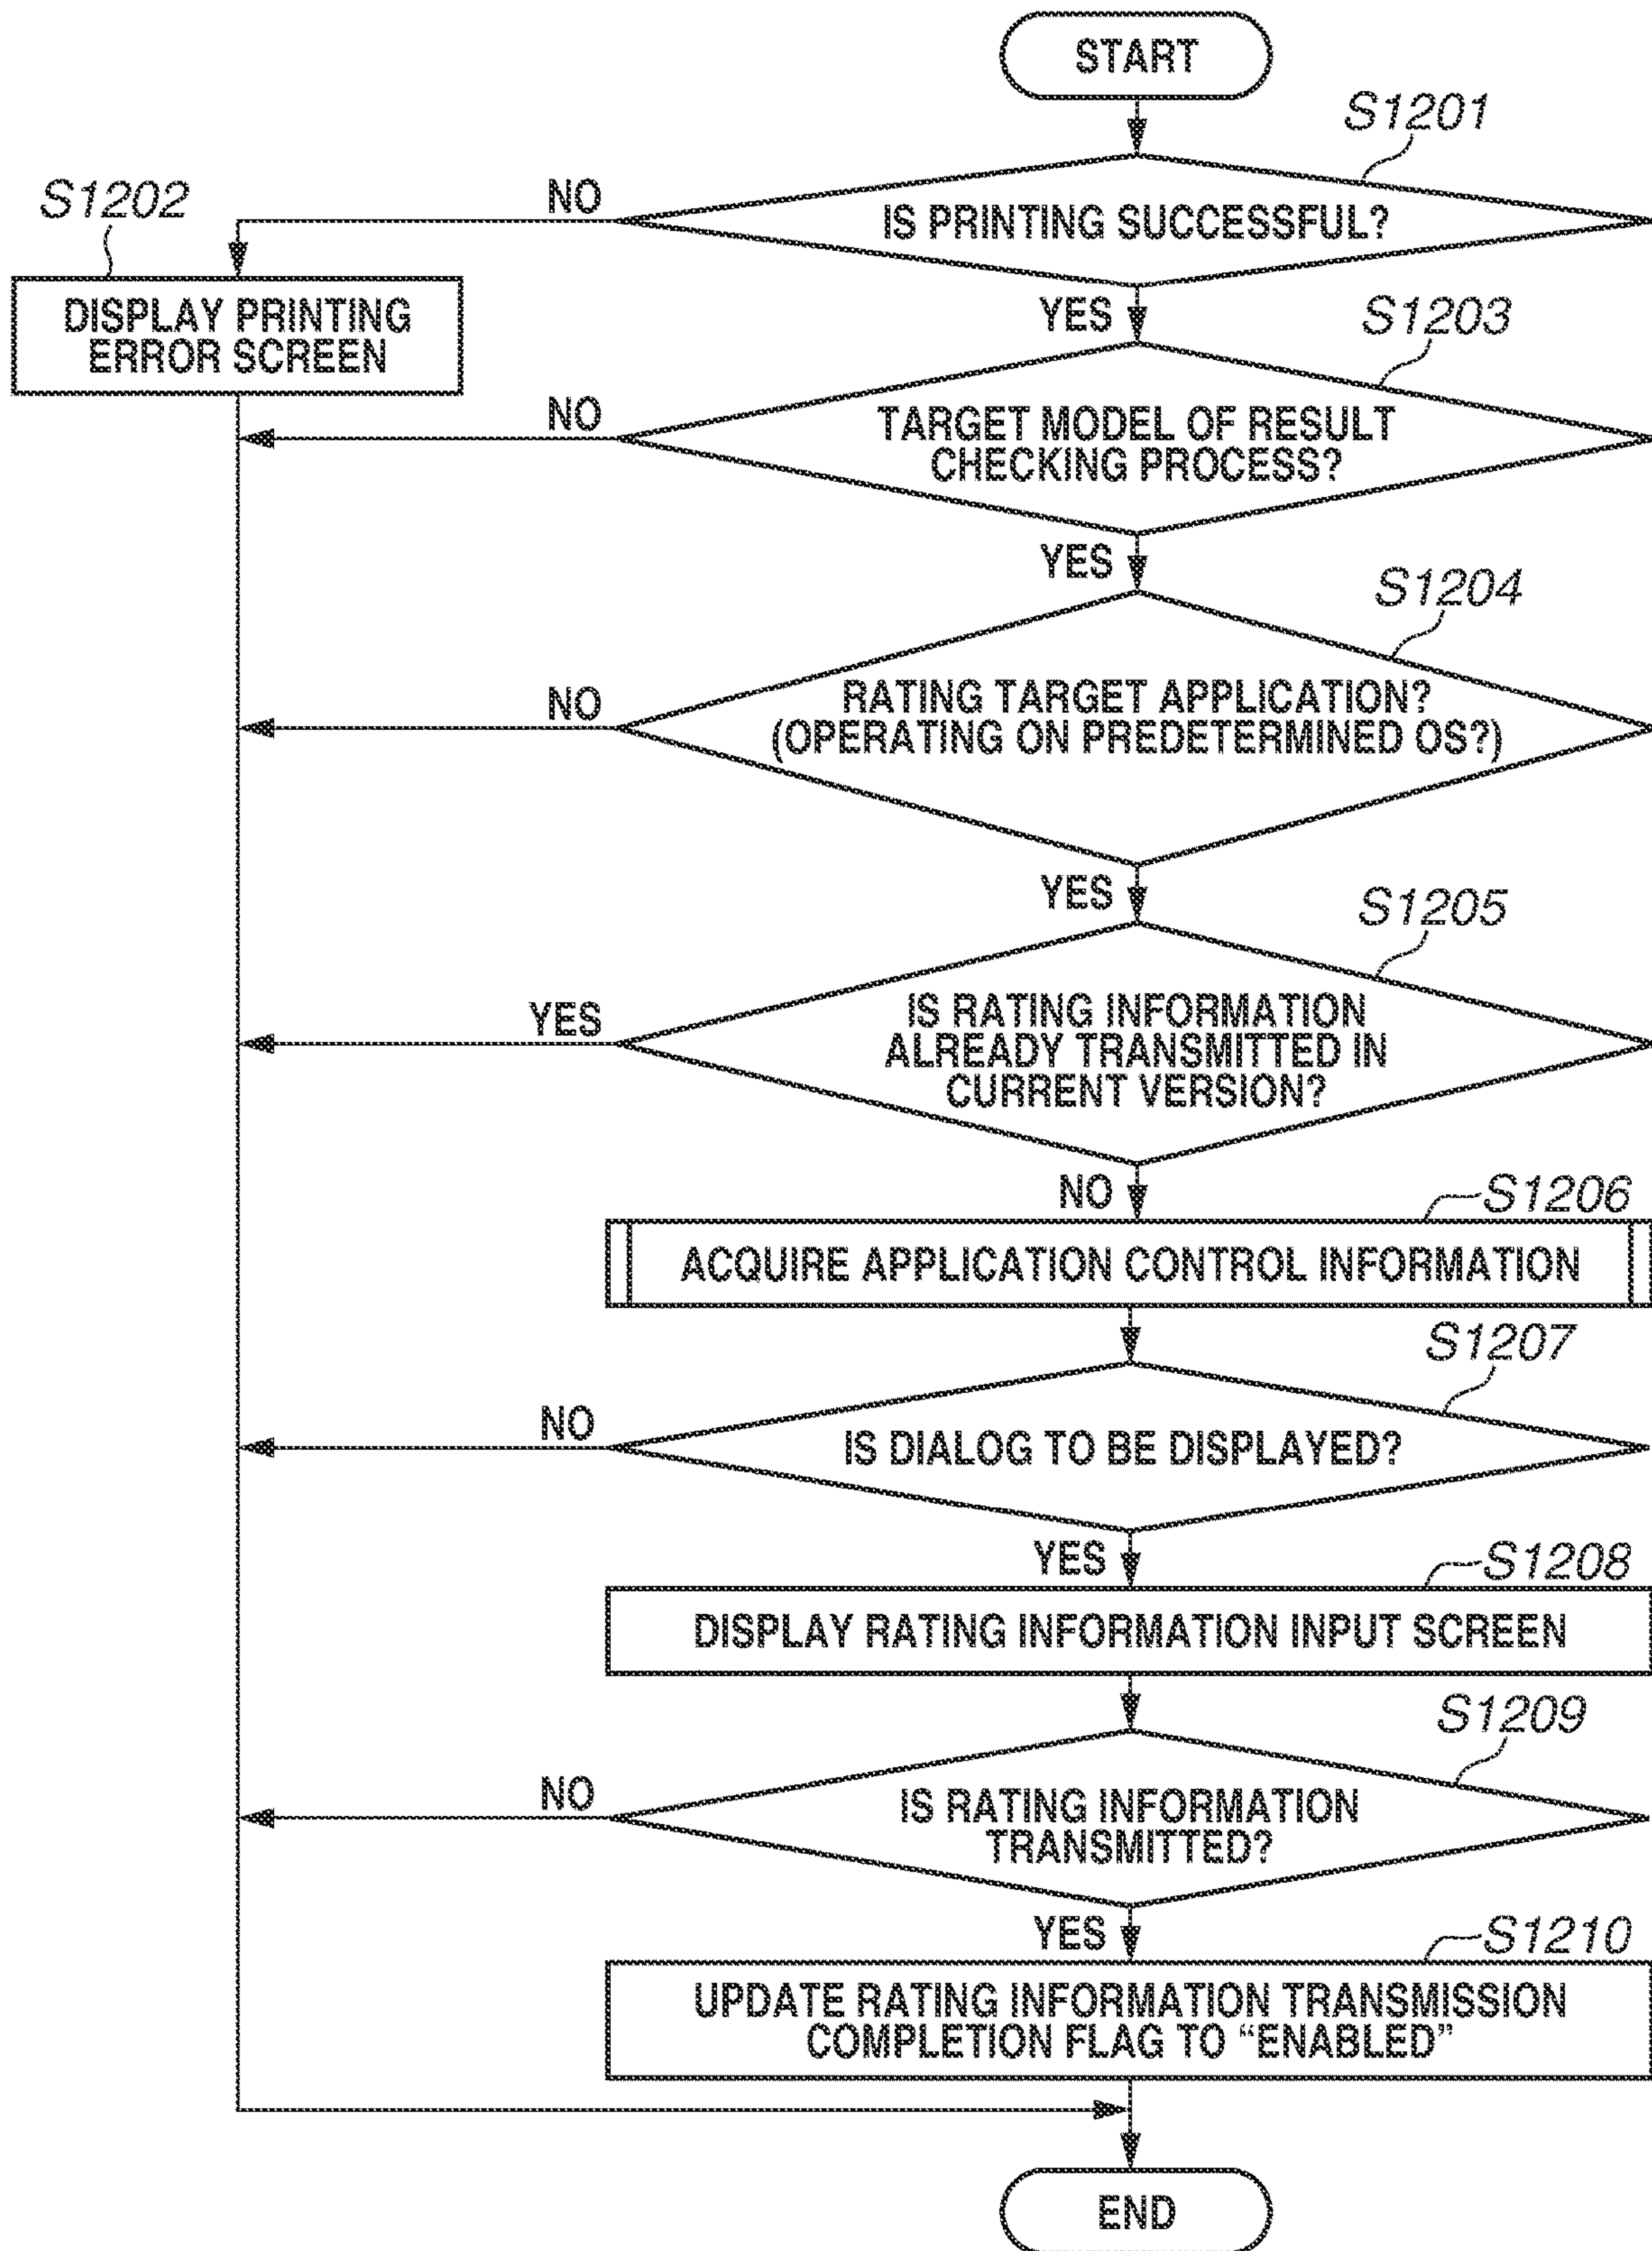 START
S1201
NO
IS PRINTING SUCCESSFUL?
S1202
DISPLAY PRINTING
ERROR SCREEN
YES
S1203
NO
TARGET MODEL OF RESULT
CHECKING PROCESS?
YES
S1204
NO
RATING TARGET APPLICATION?
(OPERATING ON PREDETERMINED OS?)
YES
S1205
YES
IS RATING INFORMATION
ALREADY TRANSMITTED IN
CURRENT VERSION?
NO
S1206
ACQUIRE APPLICATION CONTROL INFORMATION
S1207
NO
IS DIALOG TO BE DISPLAYED?
YES
S1208
DISPLAY RATING INFORMATION INPUT SCREEN
S1209
NO
IS RATING INFORMATION
TRANSMITTED?
YES
S1210
UPDATE RATING INFORMATION TRANSMISSION
COMPLETION FLAG TO “ENABLED”
END